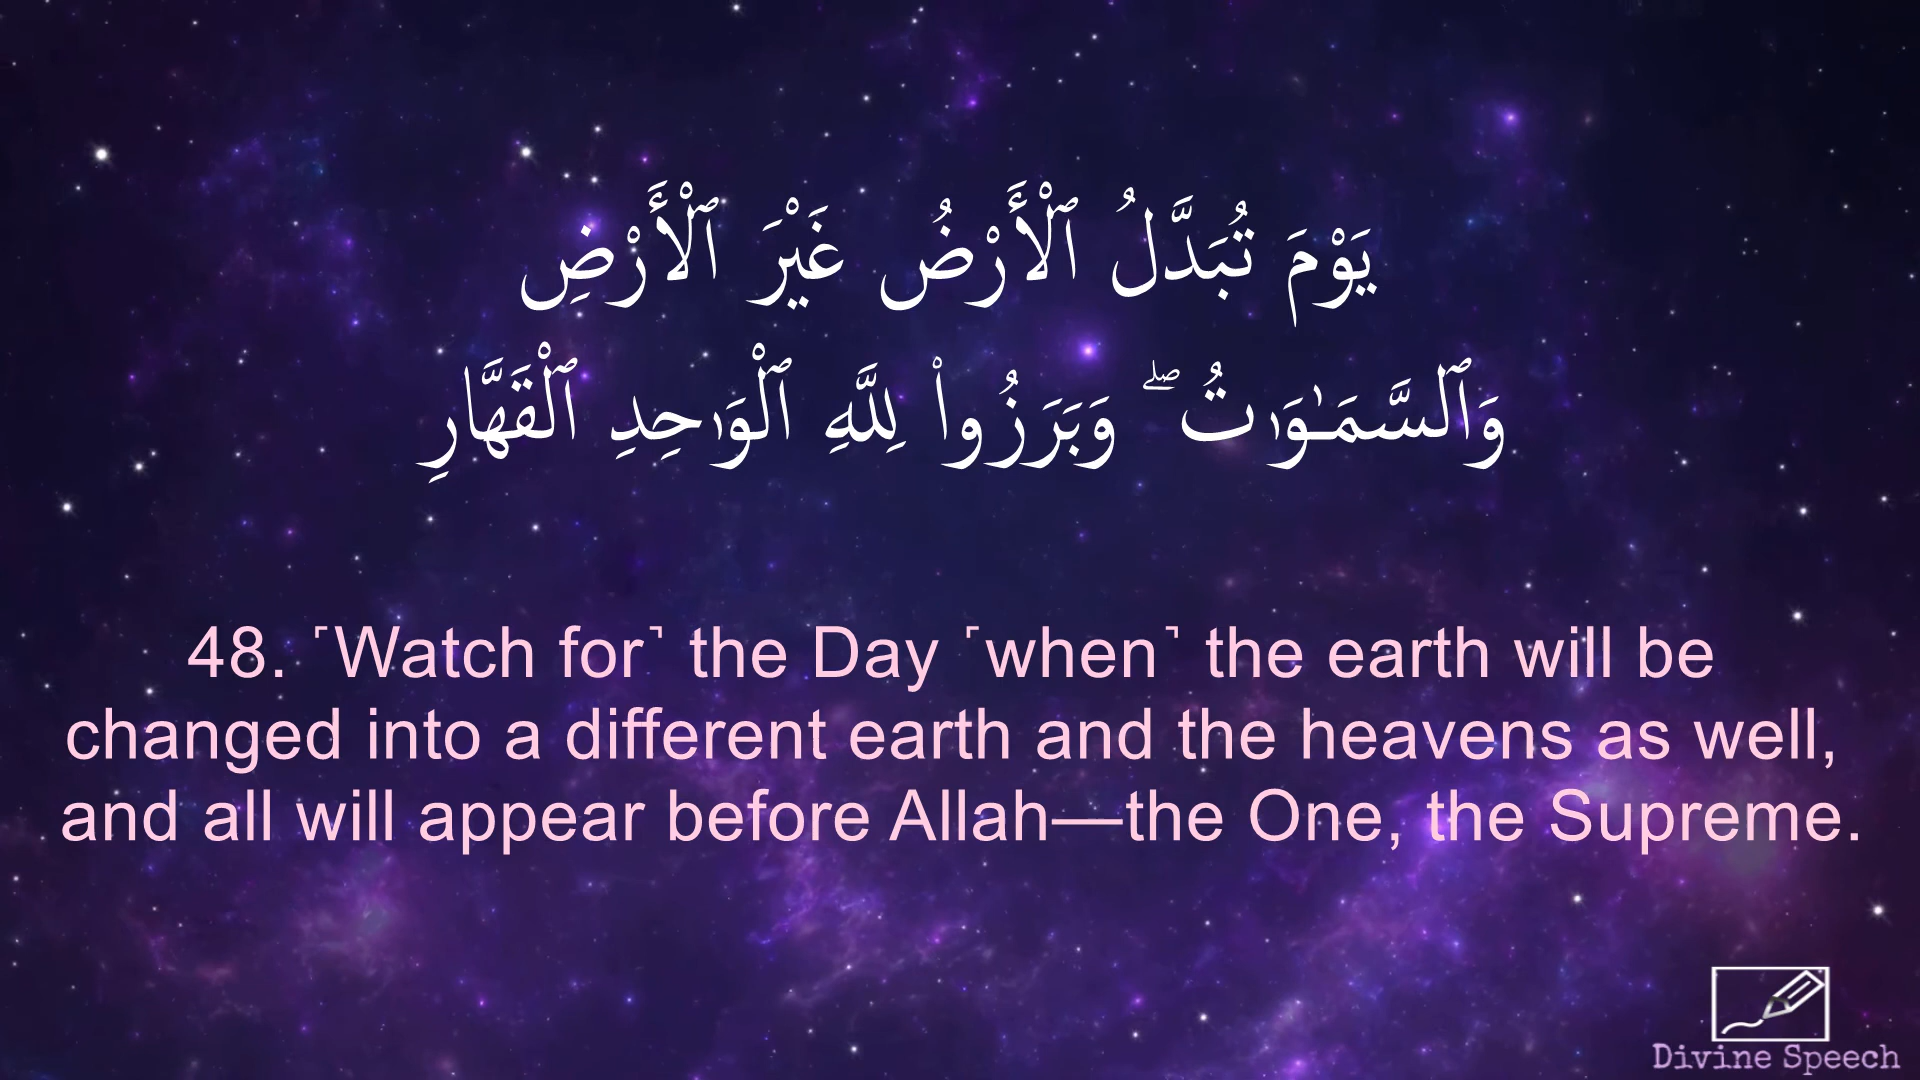 يَوْمَ تُبَدَّلُ ٱلْأَرْضُ غَيْرَ ٱلْأَرْضِ
وَٱلسَّمَـٰوَٰتُ ۖ وَبَرَزُوا۟ لِلَّهِ ٱلْوَٰحِدِ ٱلْقَهَّارِ
48. ˹Watch for˺ the Day ˹when˺ the earth will be
changed into a different earth and the heavens as well,
and all will appear before Allah—the One, the Supreme.
Divine Speech